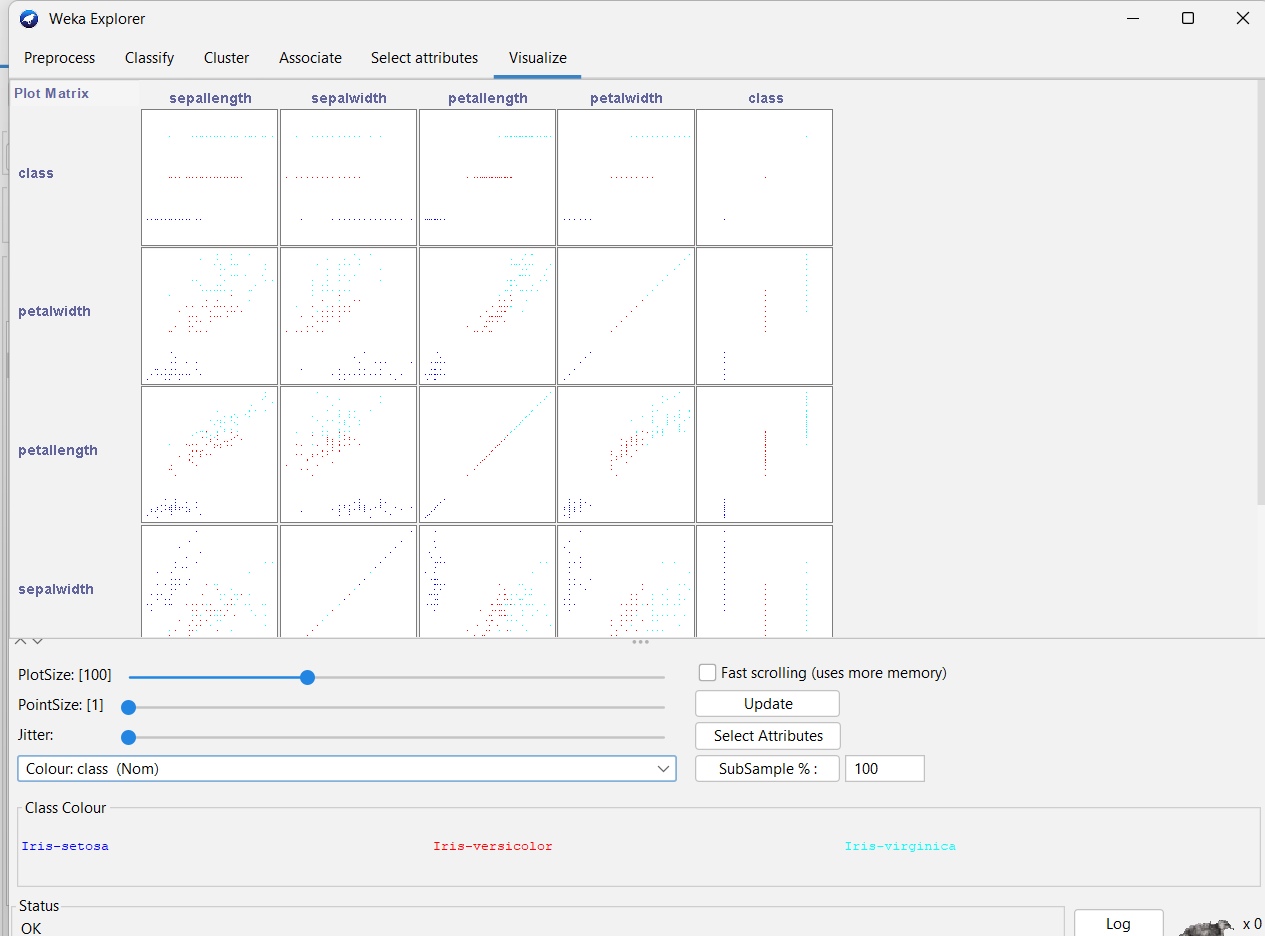 Weka Explorer
Preprocess Classify Cluster Associate Select attributes Visualize
Plot Matrix
sepallength sepalwidth petallength petalwidth class
class
petalwidth
petallength
sepalwidth
PlotSize: [100]
Fast scrolling (uses more memory)
PointSize: [1]
Update
Jitter:
Select Attributes
Colour: class (Nom)
SubSample % :
100
Class Colour
Iris-setosa Iris-versicolor Iris-virginica
Status
OK
Log
x 0